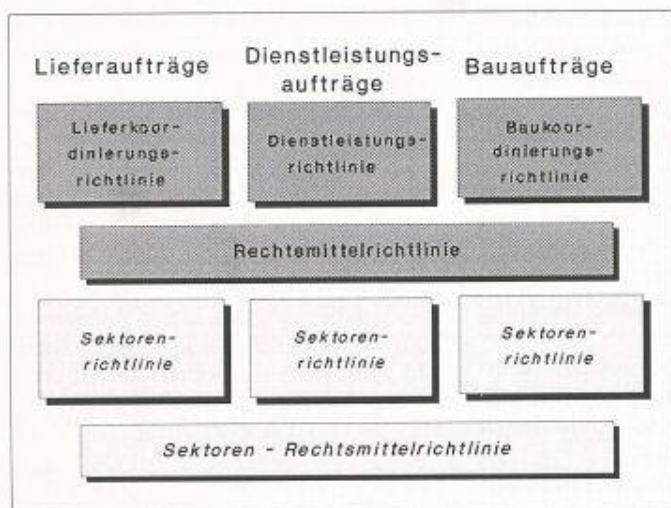 Lieferaufträge
Dienstleistungs-
aufträge
Bauaufträge
Lieferkoor-
dinierungs-
richtlinie
Dienstleistungs-
richtlinie
Baukoor-
dinierungs-
richtlinie
Rechtsmittelrichtlinie
Sektoren-
richtlinie
Sektoren-
richtlinie
Sektoren-
richtlinie
Sektoren - Rechtsmittelrichtlinie